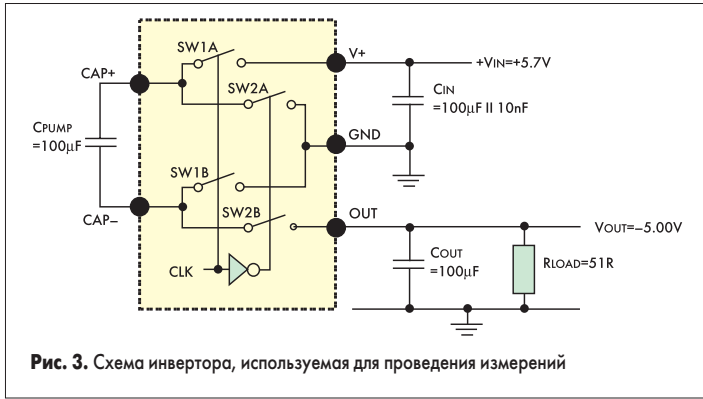 SW1A
V+
+VIN=+5.7V
CAP+
SW2A
CIN
=100µF II 10nF
CPUMP
=100µF
GND
SW1B
CAP–
SW2B
OUT
VOUT=–5.00V
COUT
=100µF
RLOAD=51R
CLK
Рис. 3. Схема инвертора, используемая для проведения измерений